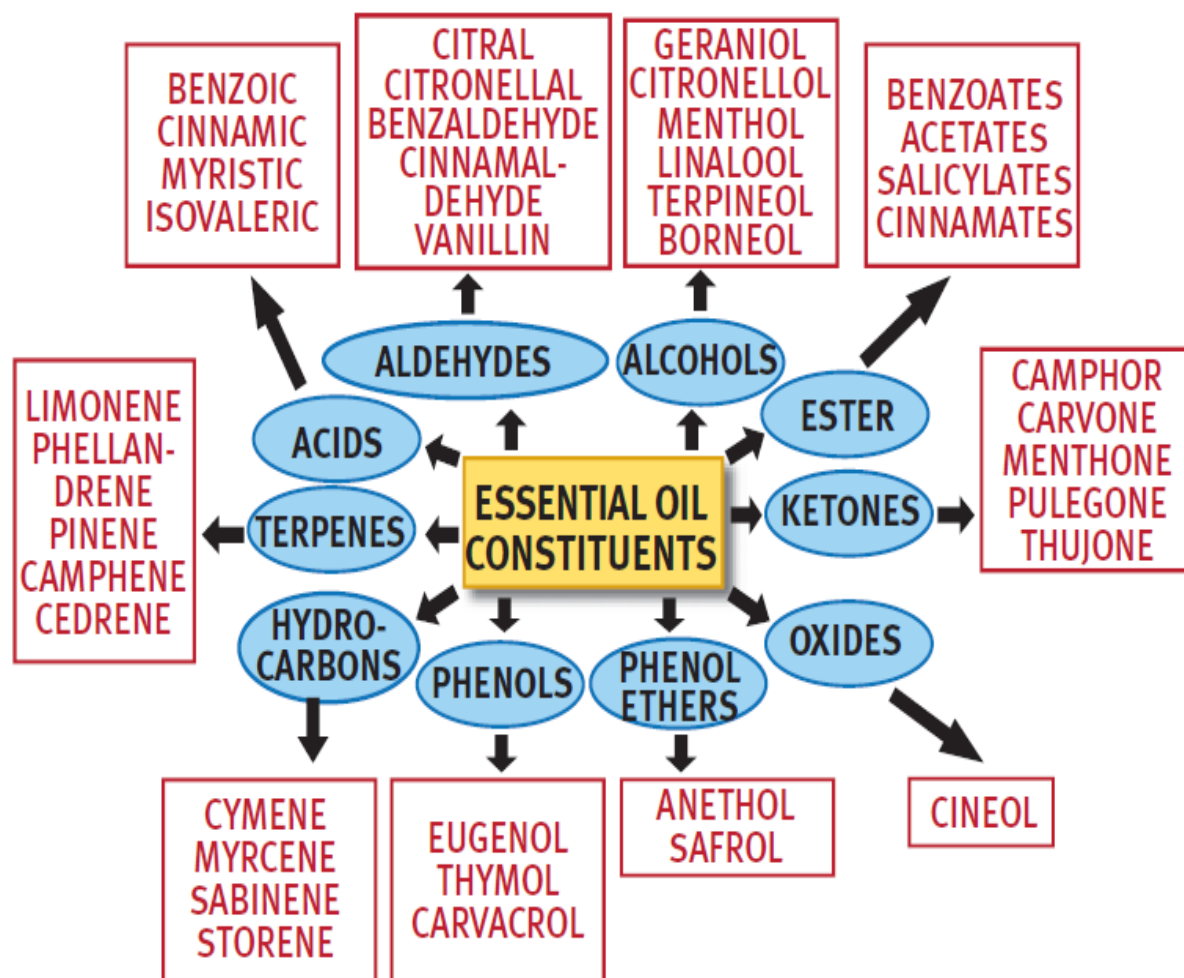 BENZOIC
CINNAMIC
MYRISTIC
ISOVALERIC
CITRAL
CITRONELLAL
BENZALDEHYDE
CINNAMAL-
DEHYDE
VANILLIN
GERANIOL
CITRONELLOL
MENTHOL
LINALOOL
TERPINEOL
BORNEOL
BENZOATES
ACETATES
SALICYLATES
CINNAMATES
ALDEHYDES
ALCOHOLS
ACIDS
ESTER
LIMONENE
PHELLAN-
DRENE
PINENE
CAMPHENE
CEDRENE
TERPENES
ESSENTIAL OIL
CONSTITUENTS
KETONES
CAMPHOR
CARVONE
MENTHONE
PULEGONE
THUJONE
HYDRO-
CARBONS
PHENOLS
PHENOL
ETHERS
OXIDES
CYMENE
MYRCENE
SABINENE
STORENE
EUGENOL
THYMOL
CARVACROL
ANETHOL
SAFROL
CINEOL